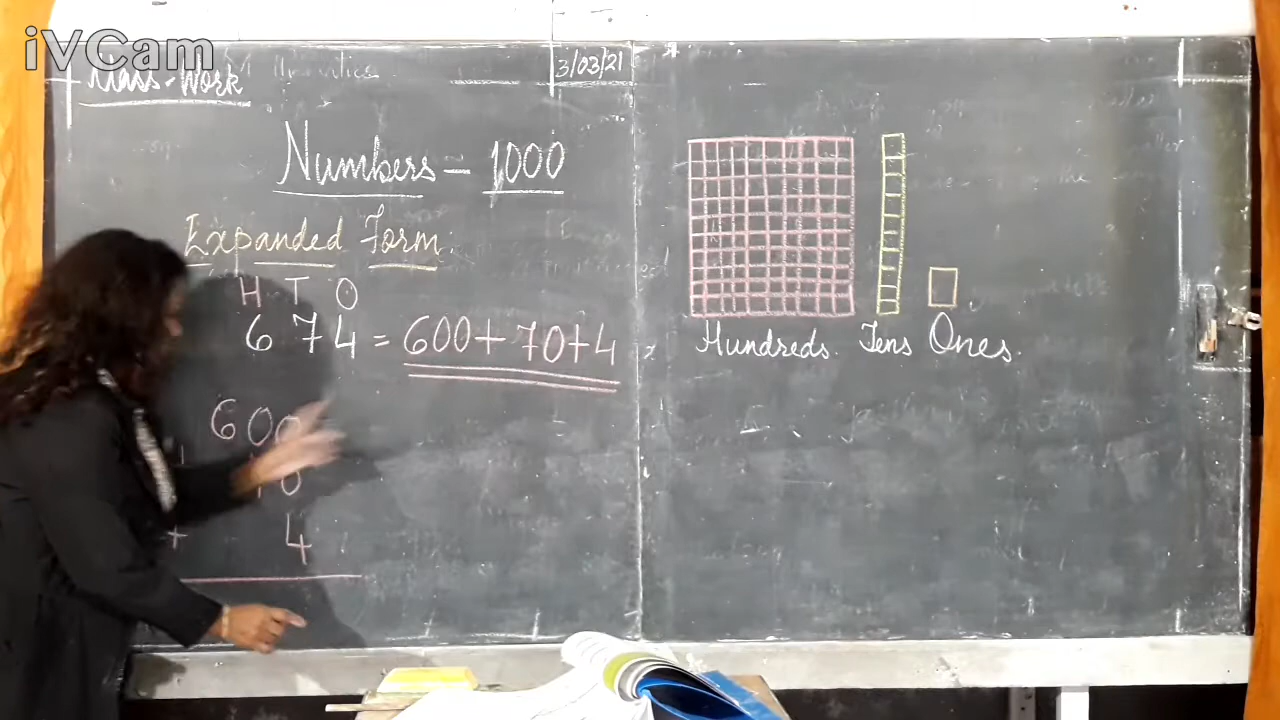 iVCam
Class-Work
3/03/21
Numbers - 1000
Expanded Form.
H T O
6 7 4 = 600 + 70 + 4
600
+ 0
+ 4
Hundreds. Tens Ones.